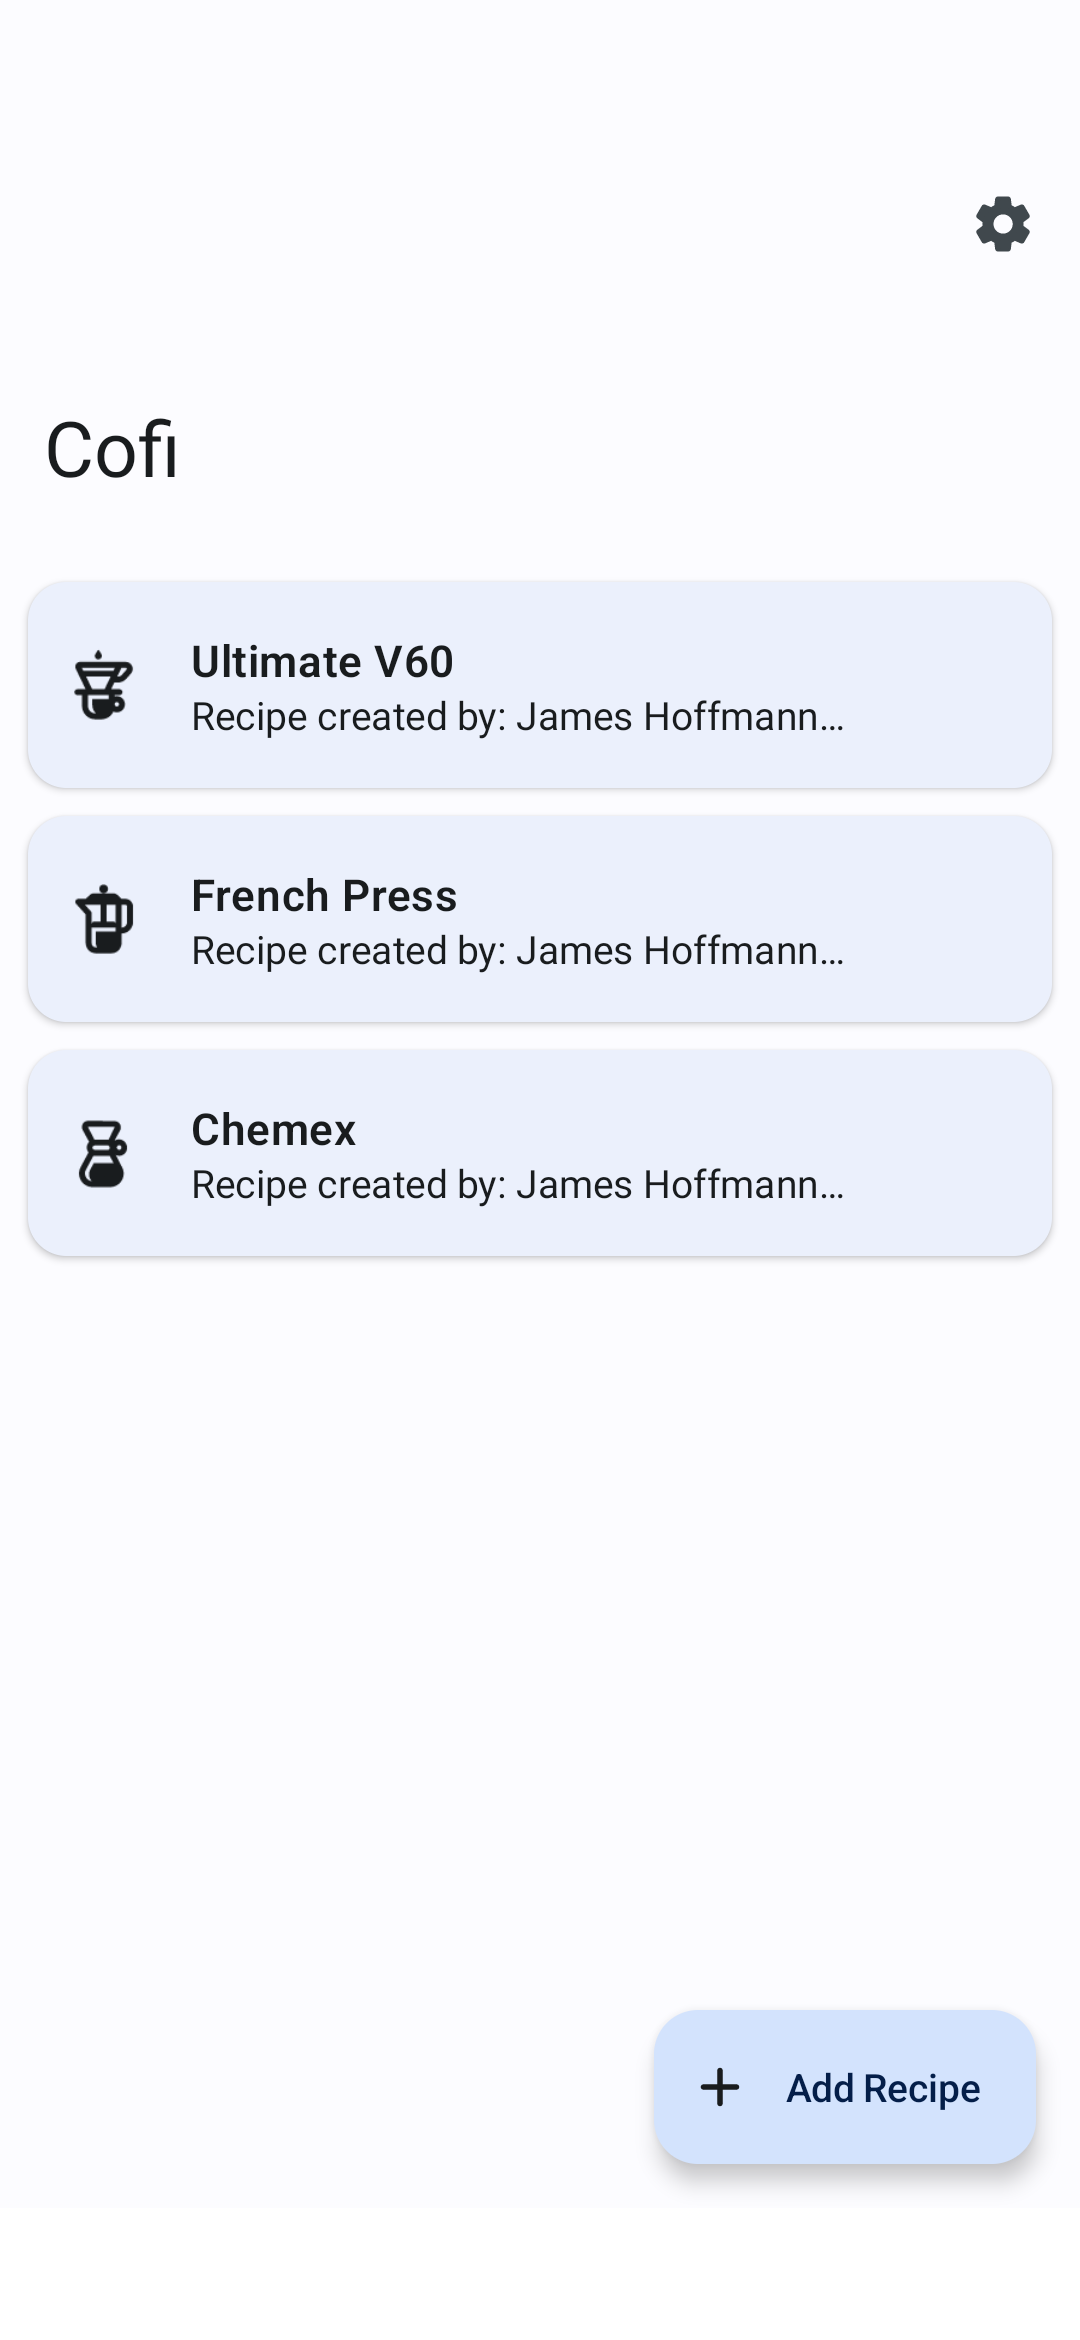 Cofi
Ultimate V60
Recipe created by: James Hoffmann…
French Press
Recipe created by: James Hoffmann…
Chemex
Recipe created by: James Hoffmann…
Add Recipe